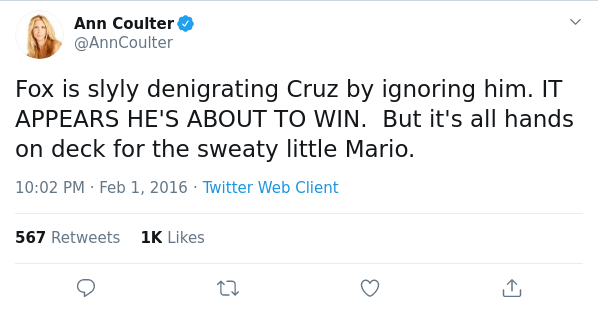 Ann Coulter
@AnnCoulter
Fox is slyly denigrating Cruz by ignoring him. IT
APPEARS HE'S ABOUT TO WIN.  But it's all hands
on deck for the sweaty little Mario.
10:02 PM · Feb 1, 2016 · Twitter Web Client
567 Retweets 1K Likes